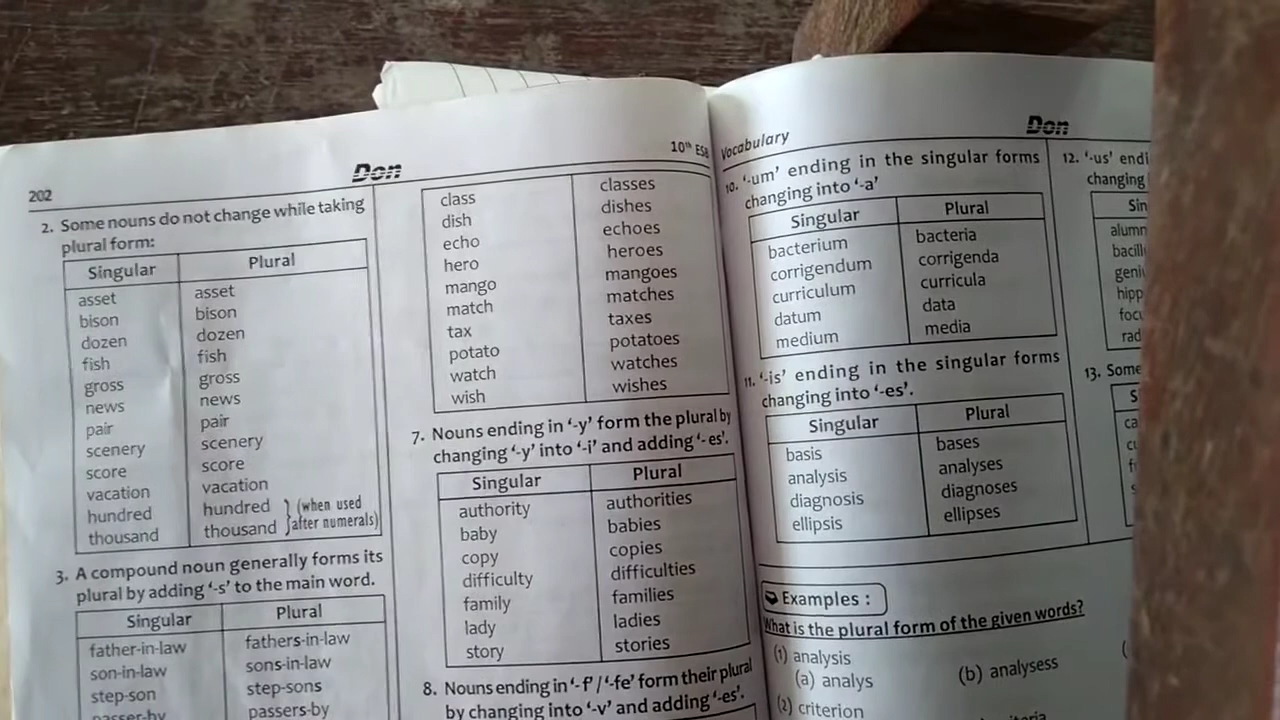 202
Don
10th
2. Some nouns do not change while taking
plural form:
Singular Plural
asset asset
bison bison
dozen dozen
fish fish
gross gross
news news
pair pair
scenery scenery
score score
vacation vacation
hundred hundred (when used
thousand thousand after numerals)
3. A compound noun generally forms its
plural by adding '-s' to the main word.
Singular Plural
father-in-law fathers-in-law
son-in-law sons-in-law
step-son step-sons
passer-by passers-by
class classes
dish dishes
echo echoes
hero heroes
mango mangoes
match matches
tax taxes
potato potatoes
watch watches
wish wishes
7. Nouns ending in '-y' form the plural by
changing '-y' into '-i' and adding '-es'.
Singular Plural
authority authorities
baby babies
copy copies
difficulty difficulties
family families
lady ladies
story stories
8. Nouns ending in '-f' / '-fe' form their plural
by changing into '-v' and adding '-es'.
Vocabulary
Don
10. '-um' ending in the singular forms
changing into '-a'
Singular Plural
bacterium bacteria
corrigendum corrigenda
curriculum curricula
datum data
medium media
11. '-is' ending in the singular forms
changing into '-es'.
Singular Plural
basis bases
analysis analyses
diagnosis diagnoses
ellipsis ellipses
Examples :
What is the plural form of the given words?
(1) analysis
(a) analys (b) analysess
(2) criterion
12. '-us' endi
changing
Sin
alumn
bacill
geni
hipp
focu
rad
13. Some